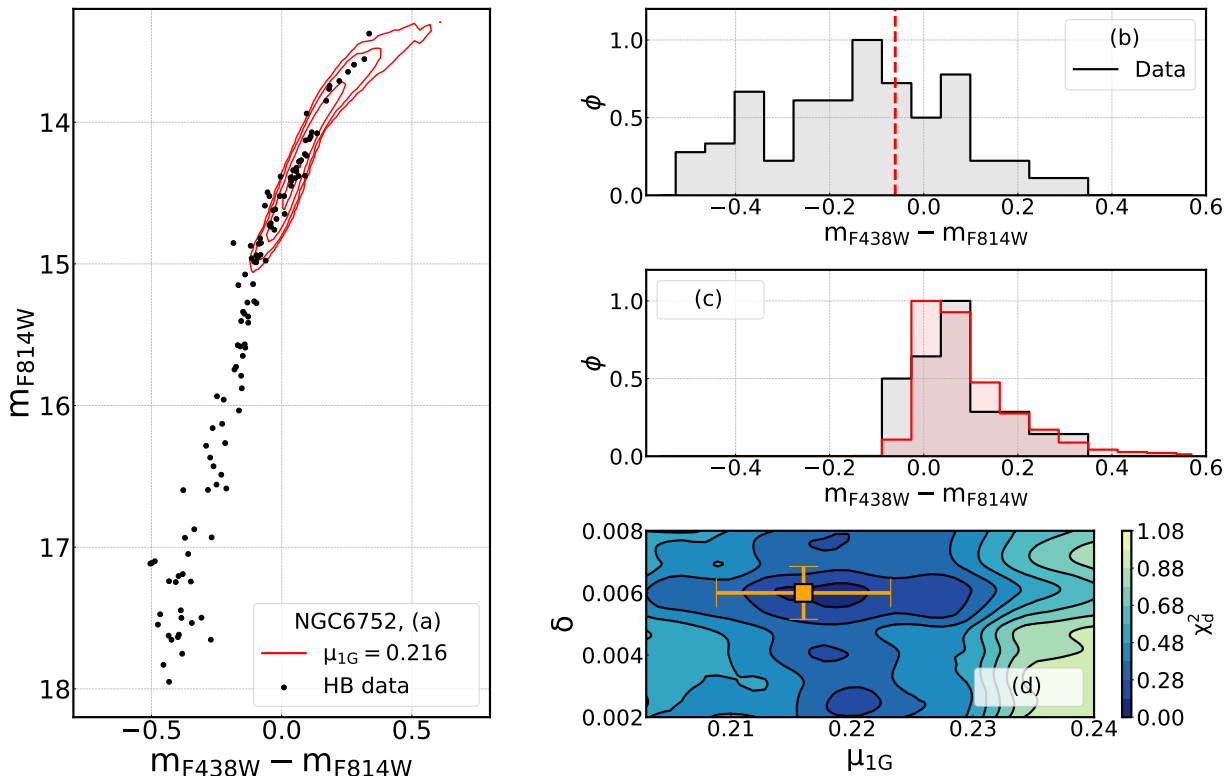 14
15
16
17
18
m_F814W
−0.5
0.0
0.5
m_F438W − m_F814W
NGC6752, (a)
μ_1G = 0.216
HB data
1.0
0.5
0.0
ϕ
(b)
Data
−0.4
−0.2
0.0
0.2
0.4
0.6
m_F438W − m_F814W
1.0
0.5
0.0
ϕ
(c)
−0.4
−0.2
0.0
0.2
0.4
0.6
m_F438W − m_F814W
0.008
0.006
0.004
0.002
δ
(d)
0.21
0.22
0.23
0.24
μ_1G
1.08
0.88
0.68
0.48
0.28
0.00
χ²_d